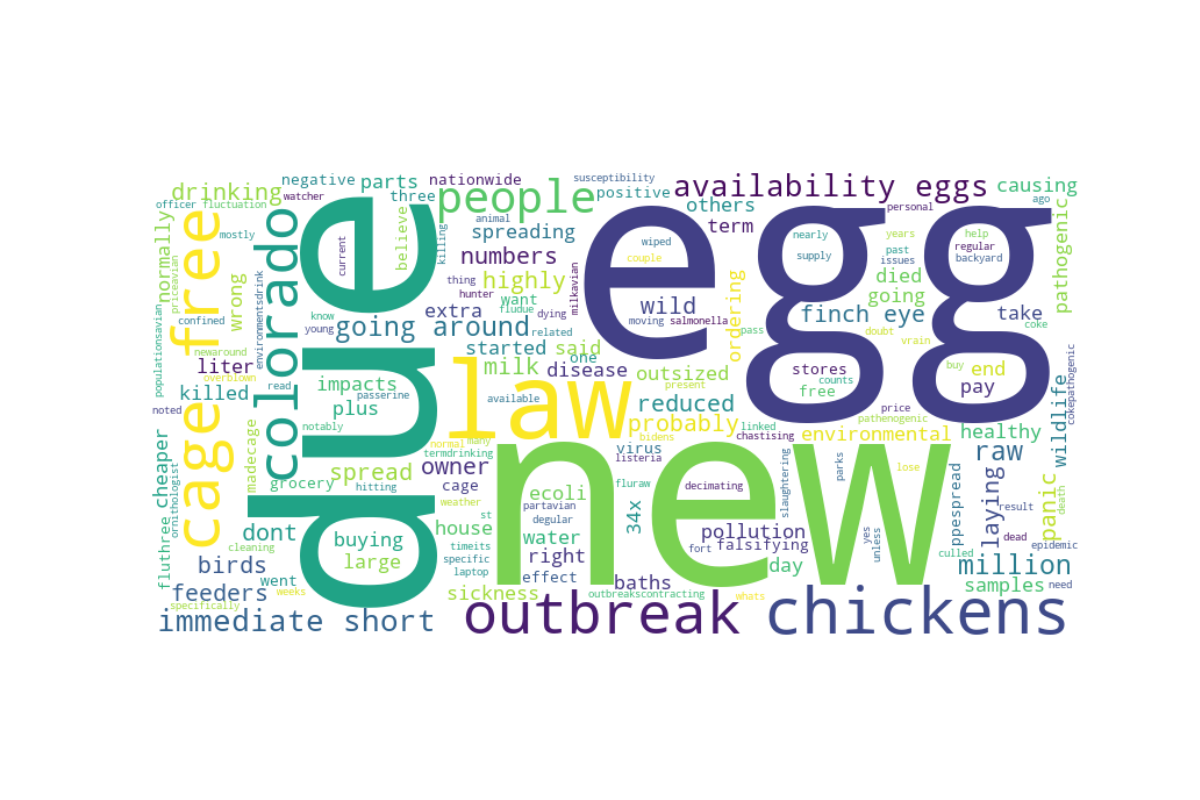 susceptibility
negative parts nationwide
availability eggs causing
drinking
watcher
three
people
positive
others
personal
ago
officer fluctuation
term
numbers
animal
spreading
mostly
normally
priceavian
cage free
wrong
colorado
due
current
believe
killing
egg
wiped
couple
nearly
supply
years
past
issues
regular
backyard
died
going
pathogenic
thing
highly
hunter
want
fludue
dying
milkavian
wild
moving
salmonella
ordering
pass
finch eye
doubt
vrain
take
coke
know
young
going around
extra
related
started said
one
confined
populationsavian
environmentsdrink
newaround
liter
overblown
killed
read
impacts
passerine
plus
milk
disease
outsized
available
present
reduced
law
stores
counts
free
buy
end
pay
noted
cheaper
notably
normal
many
termdrinking
probably
bidens
linked
chastising
price
pathenogenic
environmental
healthy
wildlife
cokepathogenic
madecage
grocery
hitting
spread
owner
cage
weather
virus
listeria
new
decimating
slaughtering
parks
lose
raw
panic
death
fluthree
ornithologist
dont
buying
large
house
st
ecoli
partavian
degular
water
34x
fluraw
pollution
fort
falsifying
yes
unless
ppespread
laying
result
dead
epidemic
culled
million
cleaning
birds
went
weeks
feeders
specifically
timeits
specific
laptop
right
effect
baths
day
samples
need
sickness
outbreakscontracting
whats
immediate short
outbreak
chickens